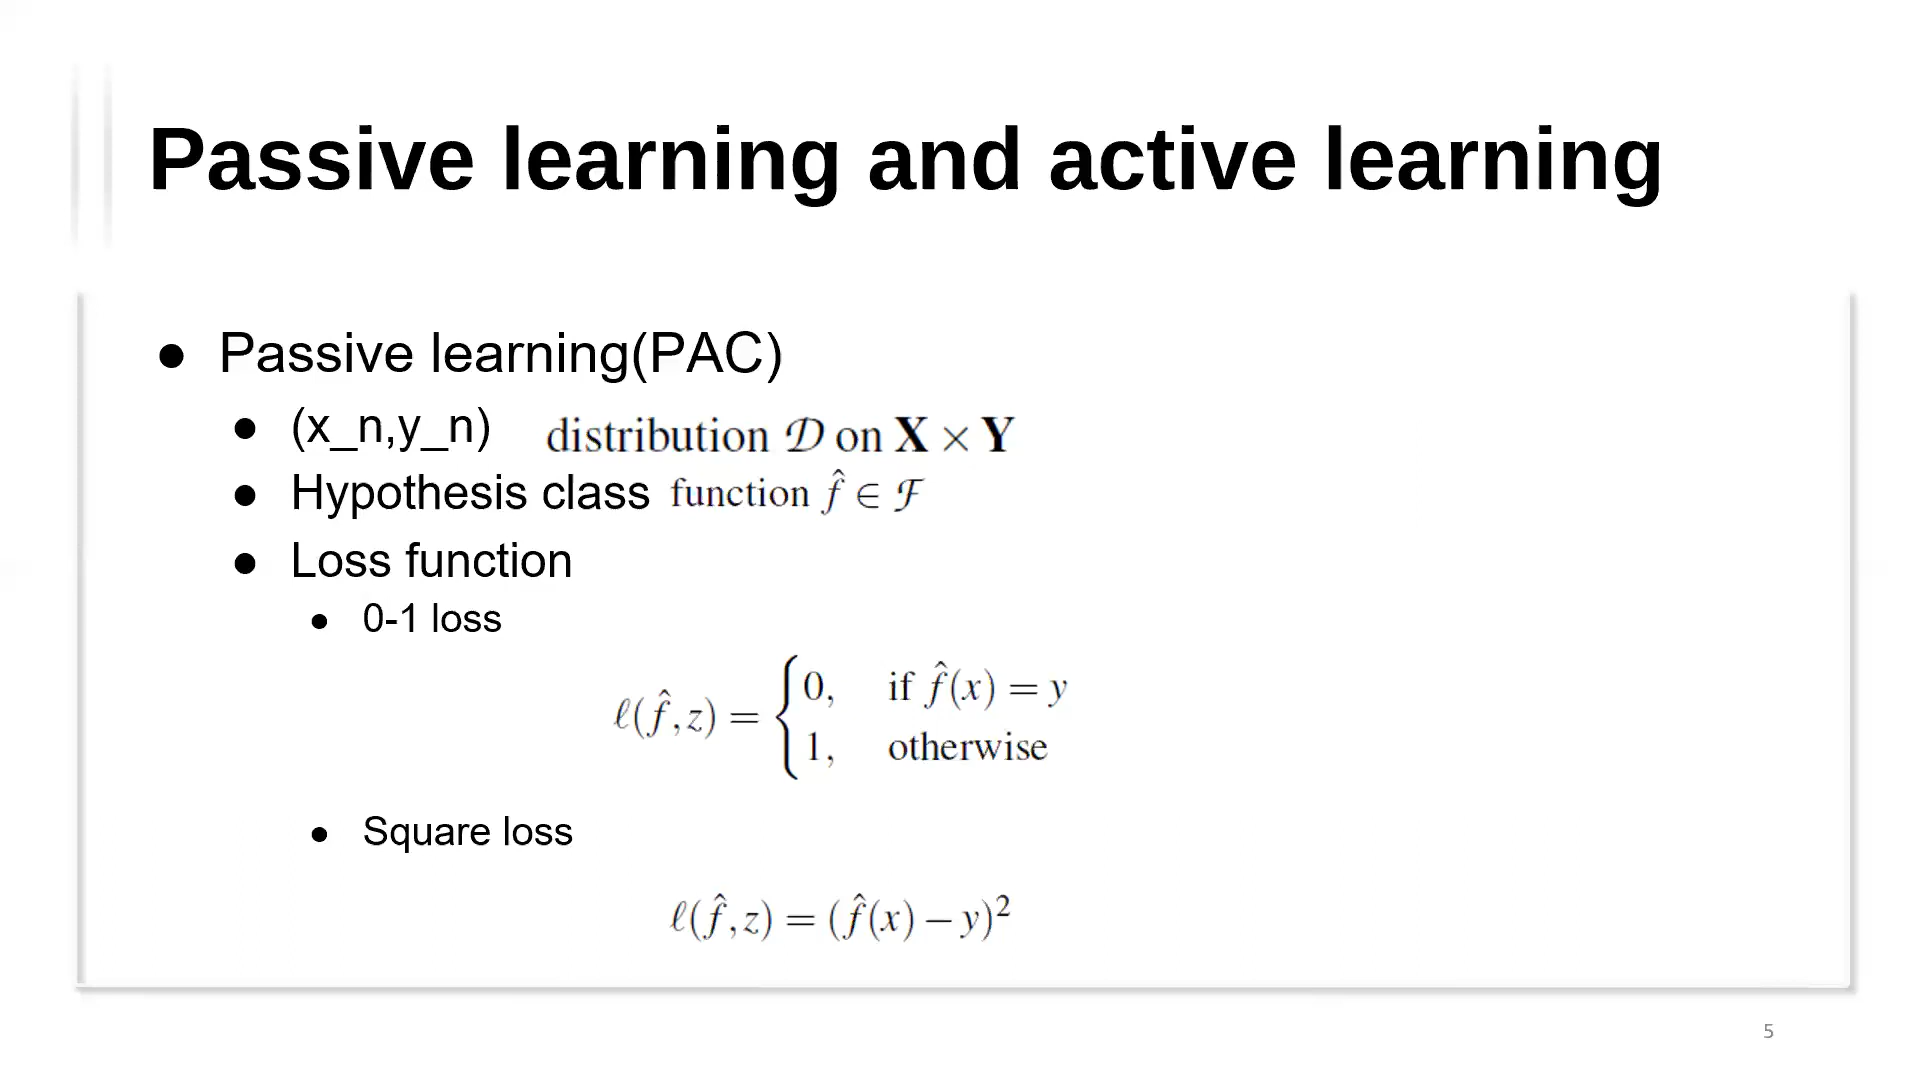 Passive learning and active learning
● Passive learning(PAC)
● (x_n,y_n) distribution 𝒟 on X × Y
● Hypothesis class function f̂ ∈ ℱ
● Loss function
● 0-1 loss
ℓ(f̂,z) = { 0, if f̂(x) = y
1, otherwise
● Square loss
ℓ(f̂,z) = (f̂(x) − y)²
5